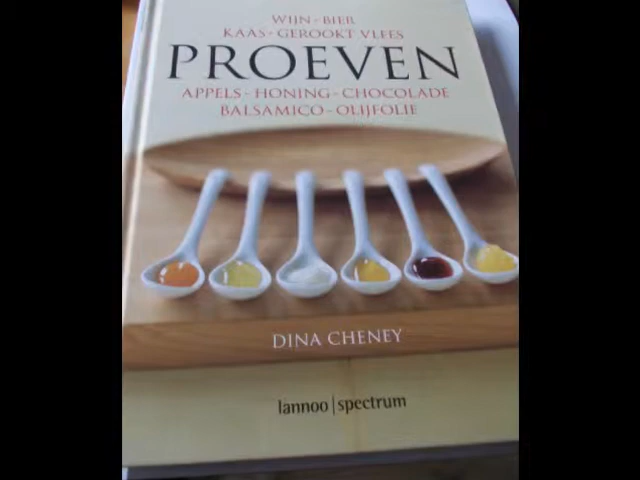 WIJN - BIER
KAAS - GEROOKT VLEES
PROEVEN
APPELS - HONING - CHOCOLADE
BALSAMICO - OLIJFOLIE
DINA CHENEY
lannoo | spectrum